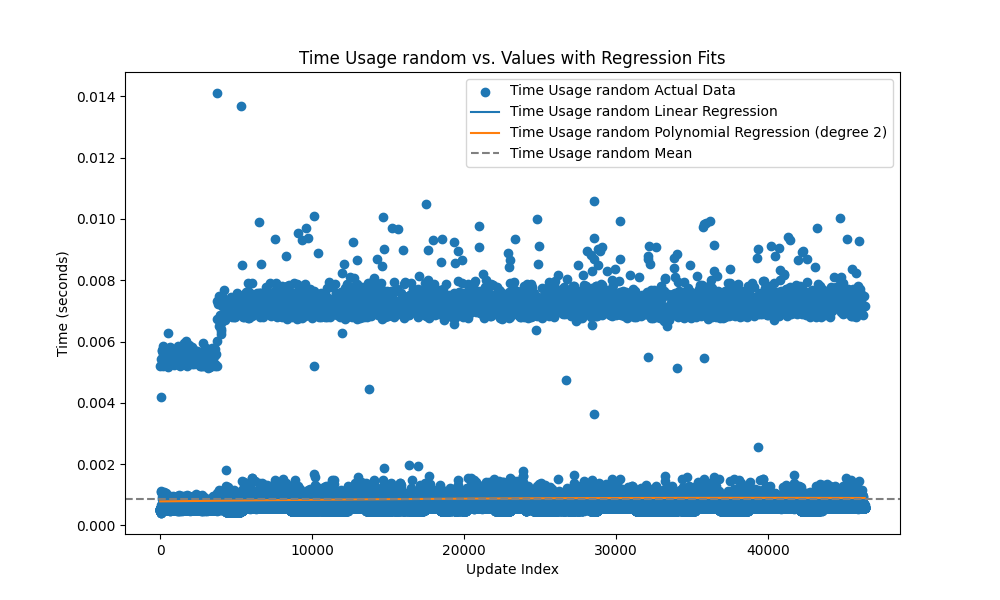 Time Usage random vs. Values with Regression Fits
Time Usage random Actual Data
Time Usage random Linear Regression
Time Usage random Polynomial Regression (degree 2)
Time Usage random Mean
Time (seconds)
0.014
0.012
0.010
0.008
0.006
0.004
0.002
0.000
0 10000 20000 30000 40000
Update Index